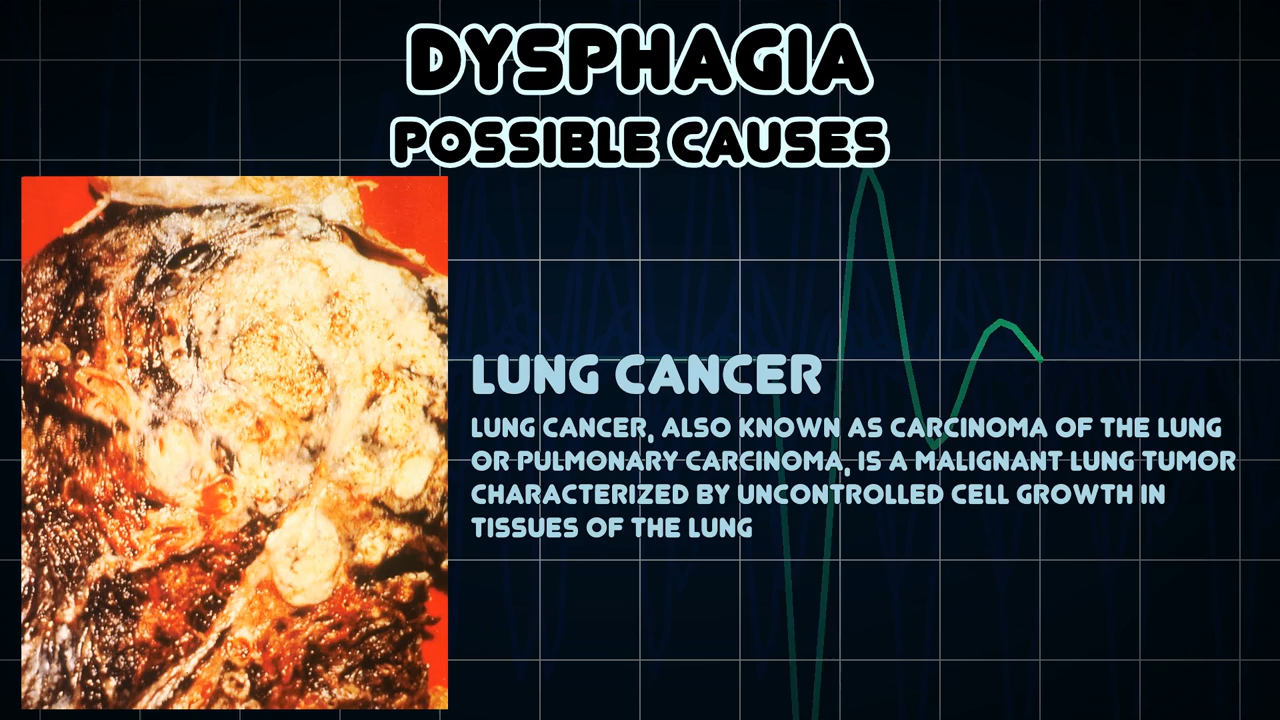 DYSPHAGIA
POSSIBLE CAUSES
LUNG CANCER
LUNG CANCER, ALSO KNOWN AS CARCINOMA OF THE LUNG
OR PULMONARY CARCINOMA, IS A MALIGNANT LUNG TUMOR
CHARACTERIZED BY UNCONTROLLED CELL GROWTH IN
TISSUES OF THE LUNG